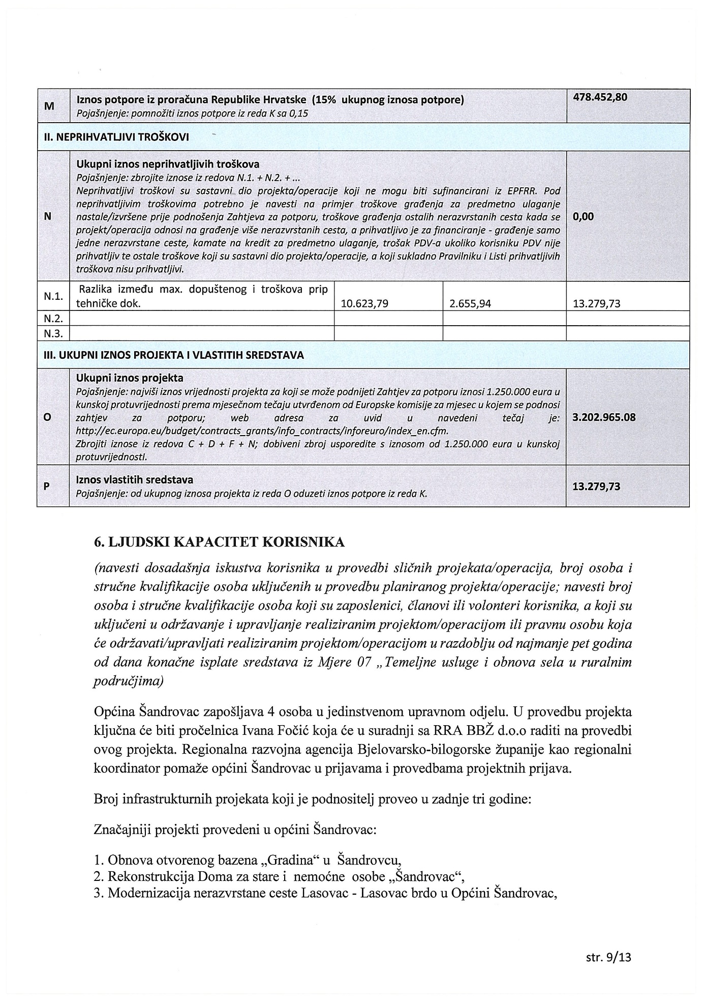 M
Iznos potpore iz proračuna Republike Hrvatske (15% ukupnog iznosa potpore)
478.452,80
Pojašnjenje: pomnožiti iznos potpore iz reda K sa 0,15
II. NEPRIHVATLJIVI TROŠKOVI
N
Ukupni iznos neprihvatljivih troškova
Pojašnjenje: zbrojite iznose iz redova N.1. + N.2. + ...
Neprihvatljivi troškovi su sastavni dio projekta/operacije koji ne mogu biti sufinancirani iz EPFRR. Pod
neprihvatljivim troškovima potrebno je navesti na primjer troškove građenja za predmetno ulaganje
nastale/izvršene prije podnošenja Zahtjeva za potporu, troškove građenja ostalih nerazvrstanih cesta kada se
projekt/operacija odnosi na građenje više nerazvrstanih cesta, a prihvatljivo je za financiranje - građenje samo
jedne nerazvrstane ceste, kamate na kredit za predmetno ulaganje, trošak PDV-a ukoliko korisniku PDV nije
prihvatljiv te ostale troškove koji su sastavni dio projekta/operacije, a koji sukladno Pravilniku i Listi prihvatljivih
troškova nisu prihvatljivi.
0,00
N.1.
Razlika između max. dopuštenog i troškova prip
tehničke dok.
10.623,79
2.655,94
13.279,73
N.2.
N.3.
III. UKUPNI IZNOS PROJEKTA I VLASTITIH SREDSTAVA
O
Ukupni iznos projekta
Pojašnjenje: najviši iznos vrijednosti projekta za koji se može podnijeti Zahtjev za potporu iznosi 1.250.000 eura u
kunskoj protuvrijednosti prema mjesečnom tečaju utvrđenom od Europske komisije za mjesec u kojem se podnosi
zahtjev za potporu; web adresa za uvid u navedeni tečaj je:
http://ec.europa.eu/budget/contracts_grants/info_contracts/inforeuro/index_en.cfm.
Zbrojiti iznose iz redova C + D + F + N; dobiveni zbroj usporedite s iznosom od 1.250.000 eura u kunskoj
protuvrijednostI.
3.202.965.08
P
Iznos vlastitih sredstava
Pojašnjenje: od ukupnog iznosa projekta iz reda O oduzeti iznos potpore iz reda K.
13.279,73
6. LJUDSKI KAPACITET KORISNIKA
(navesti dosadašnja iskustva korisnika u provedbi sličnih projekata/operacija, broj osoba i
stručne kvalifikacije osoba uključenih u provedbu planiranog projekta/operacije; navesti broj
osoba i stručne kvalifikacije osoba koji su zaposlenici, članovi ili volonteri korisnika, a koji su
uključeni u održavanje i upravljanje realiziranim projektom/operacijom ili pravnu osobu koja
će održavati/upravljati realiziranim projektom/operacijom u razdoblju od najmanje pet godina
od dana konačne isplate sredstava iz Mjere 07 „Temeljne usluge i obnova sela u ruralnim
područjima)
Općina Šandrovac zapošljava 4 osoba u jedinstvenom upravnom odjelu. U provedbu projekta
ključna će biti pročelnica Ivana Fočić koja će u suradnji sa RRA BBŽ d.o.o raditi na provedbi
ovog projekta. Regionalna razvojna agencija Bjelovarsko-bilogorske županije kao regionalni
koordinator pomaže općini Šandrovac u prijavama i provedbama projektnih prijava.
Broj infrastrukturnih projekata koji je podnositelj proveo u zadnje tri godine:
Značajniji projekti provedeni u općini Šandrovac:
1. Obnova otvorenog bazena „Gradina“ u Šandrovcu,
2. Rekonstrukcija Doma za stare i nemoćne osobe „Šandrovac“,
3. Modernizacija nerazvrstane ceste Lasovac - Lasovac brdo u Općini Šandrovac,
str. 9/13